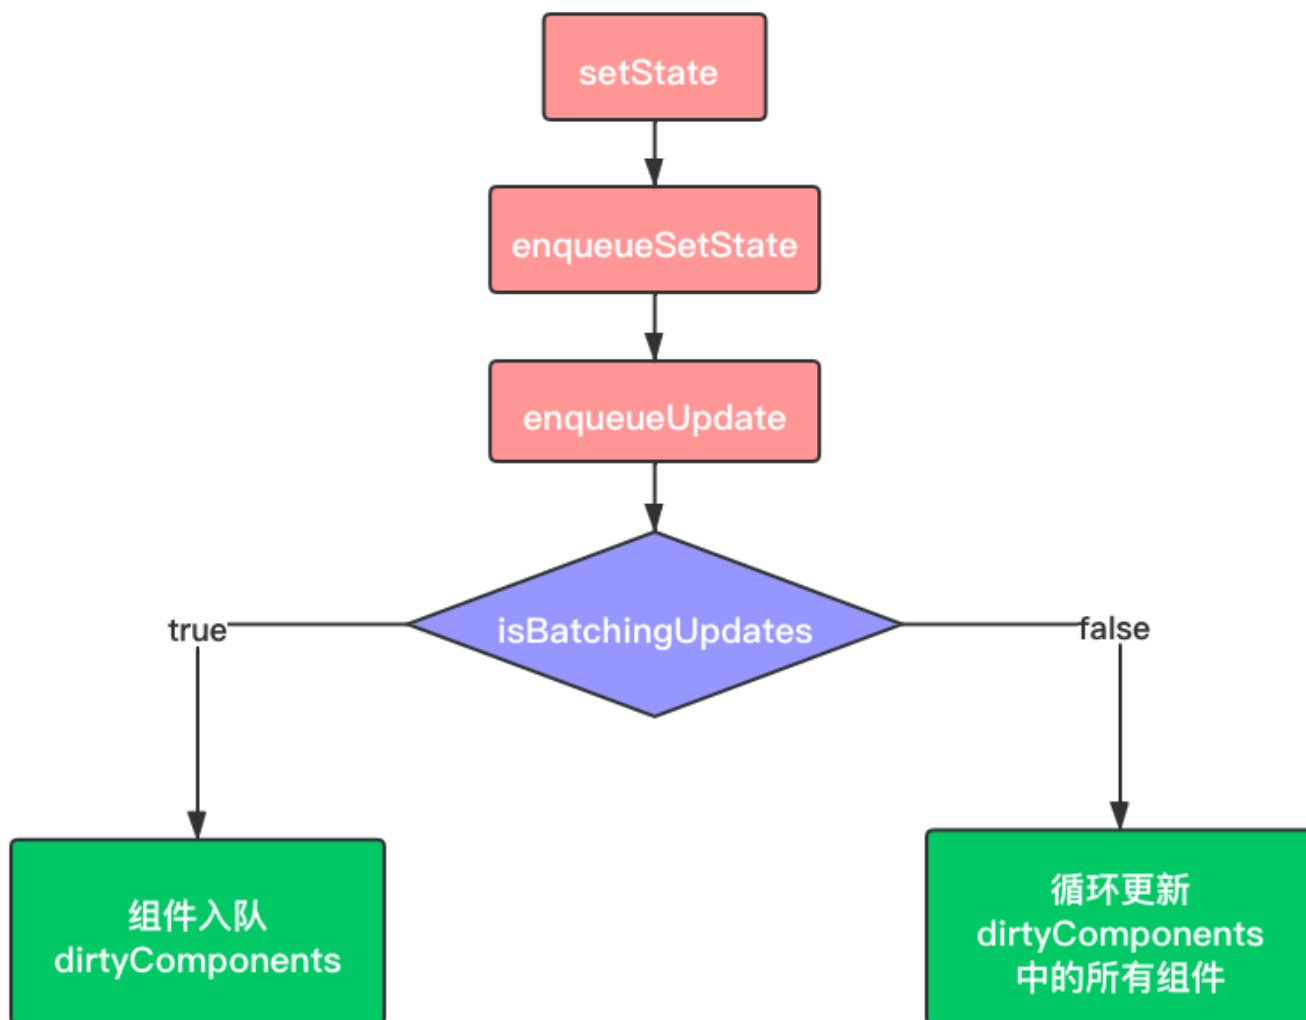 setState
enqueueSetState
enqueueUpdate
isBatchingUpdates
true
false
组件入队
dirtyComponents
循环更新
dirtyComponents
中的所有组件